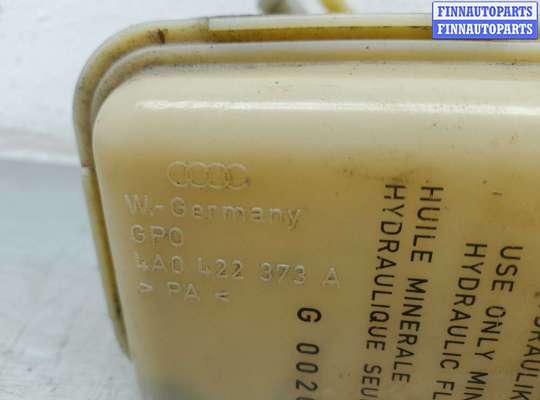 FINNAUTOPARTS
FINNAUTOPARTS
W.-Germany
GPO
4A0 422 373 A
> PA <
G 002
HUILE MINERALE
HYDRAULIQUE SEU
USE ONLY MIN
HYDRAULIC FL